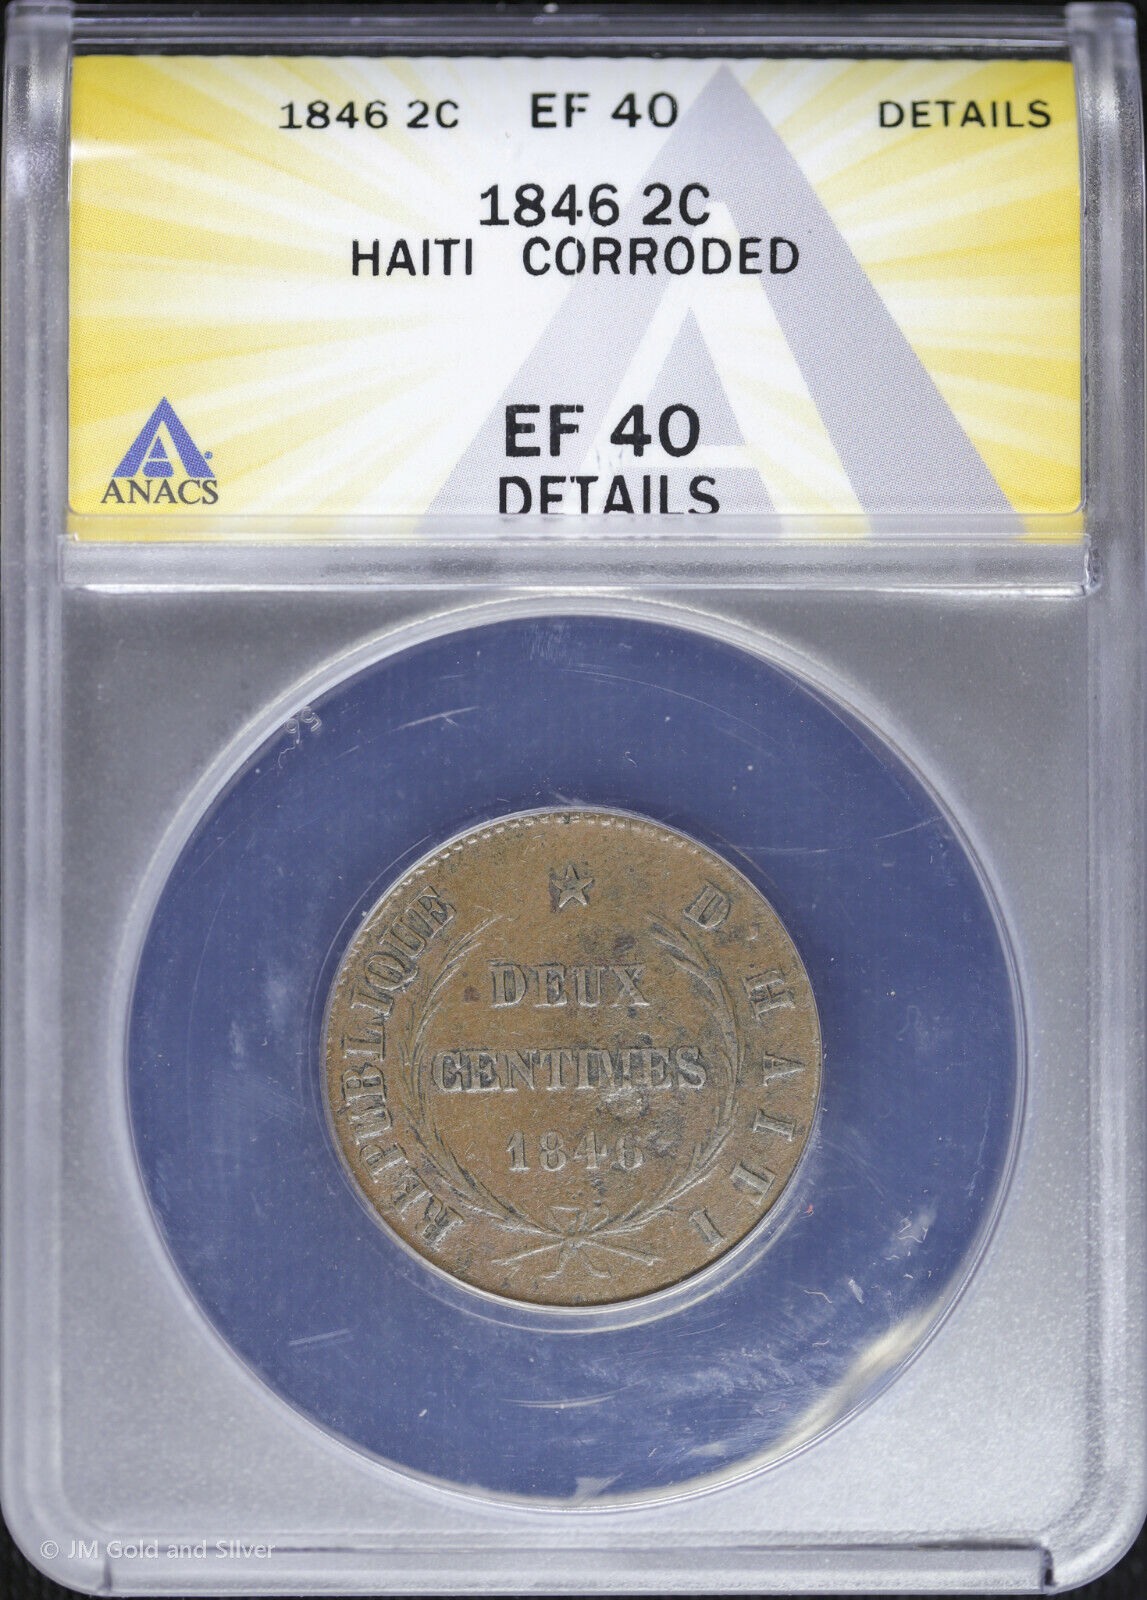 1846 2C EF 40 DETAILS
1846 2C
HAITI CORRODED
EF 40
DETAILS
ANACS
56
REPUBLIQUE D'HAITI
DEUX
CENTIMES
1846
© JM Gold and Silver